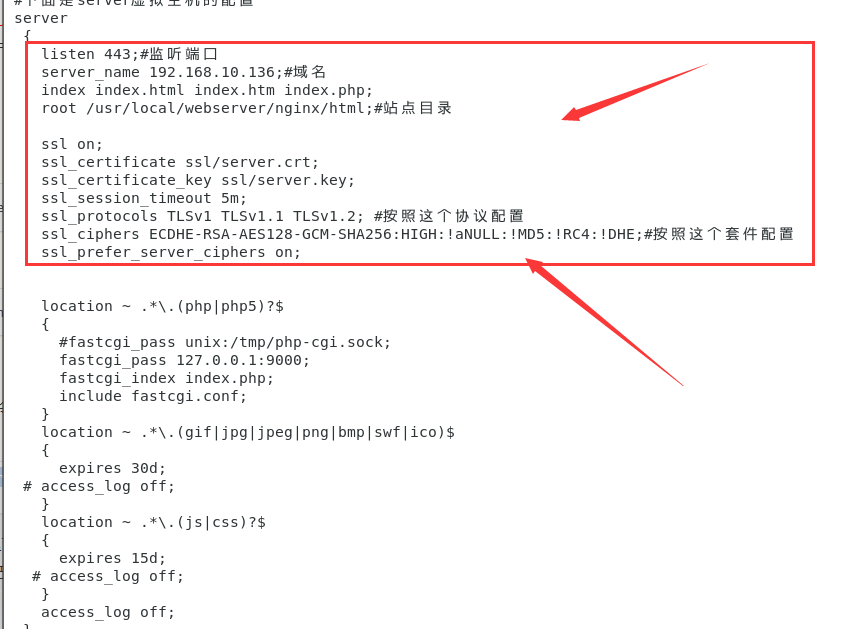 #下面是server虚拟主机的配置
server
{
listen 443;#监听端口
server_name 192.168.10.136;#域名
index index.html index.htm index.php;
root /usr/local/webserver/nginx/html;#站点目录
ssl on;
ssl_certificate ssl/server.crt;
ssl_certificate_key ssl/server.key;
ssl_session_timeout 5m;
ssl_protocols TLSv1 TLSv1.1 TLSv1.2; #按照这个协议配置
ssl_ciphers ECDHE-RSA-AES128-GCM-SHA256:HIGH:!aNULL:!MD5:!RC4:!DHE;#按照这个套件配置
ssl_prefer_server_ciphers on;
location ~ .*\.(php|php5)?$
{
#fastcgi_pass unix:/tmp/php-cgi.sock;
fastcgi_pass 127.0.0.1:9000;
fastcgi_index index.php;
include fastcgi.conf;
}
location ~ .*\.(gif|jpg|jpeg|png|bmp|swf|ico)$
{
expires 30d;
# access_log off;
}
location ~ .*\.(js|css)?$
{
expires 15d;
# access_log off;
}
access_log off;
}